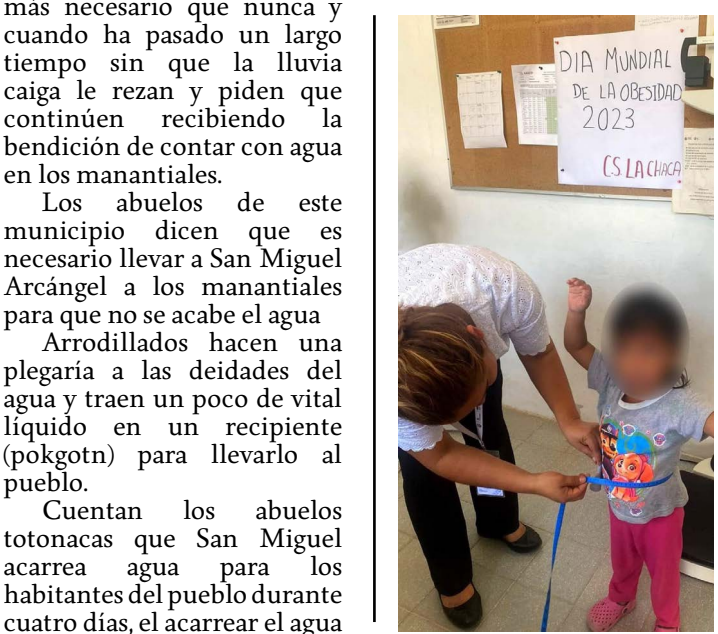 más necesario que nunca y
cuando ha pasado un largo
tiempo sin que la lluvia
caiga le rezan y piden que
continúen recibiendo la
bendición de contar con agua
en los manantiales.
Los abuelos de este
municipio dicen que es
necesario llevar a San Miguel
Arcángel a los manantiales
para que no se acabe el agua
Arrodillados hacen una
plegaría a las deidades del
agua y traen un poco de vital
líquido en un recipiente
(pokgotn) para llevarlo al
pueblo.
Cuentan los abuelos
totonacas que San Miguel
acarrea agua para los
habitantes del pueblo durante
cuatro días, el acarrear el agua
DIA MUNDIAL
DE LA OBESIDAD
2023
C.S. LA CHACA